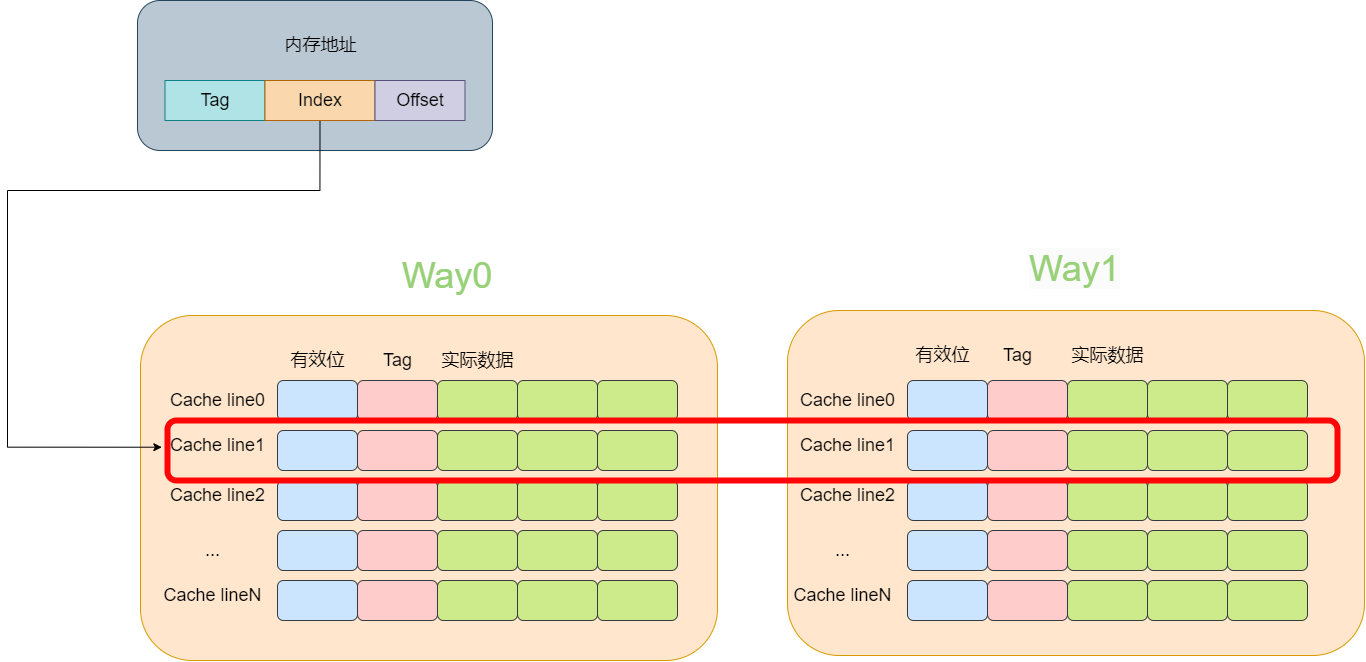 内存地址
Tag Index Offset
Way0
有效位 Tag 实际数据
Cache line0
Cache line1
Cache line2
...
Cache lineN
Way1
有效位 Tag 实际数据
Cache line0
Cache line1
Cache line2
...
Cache lineN